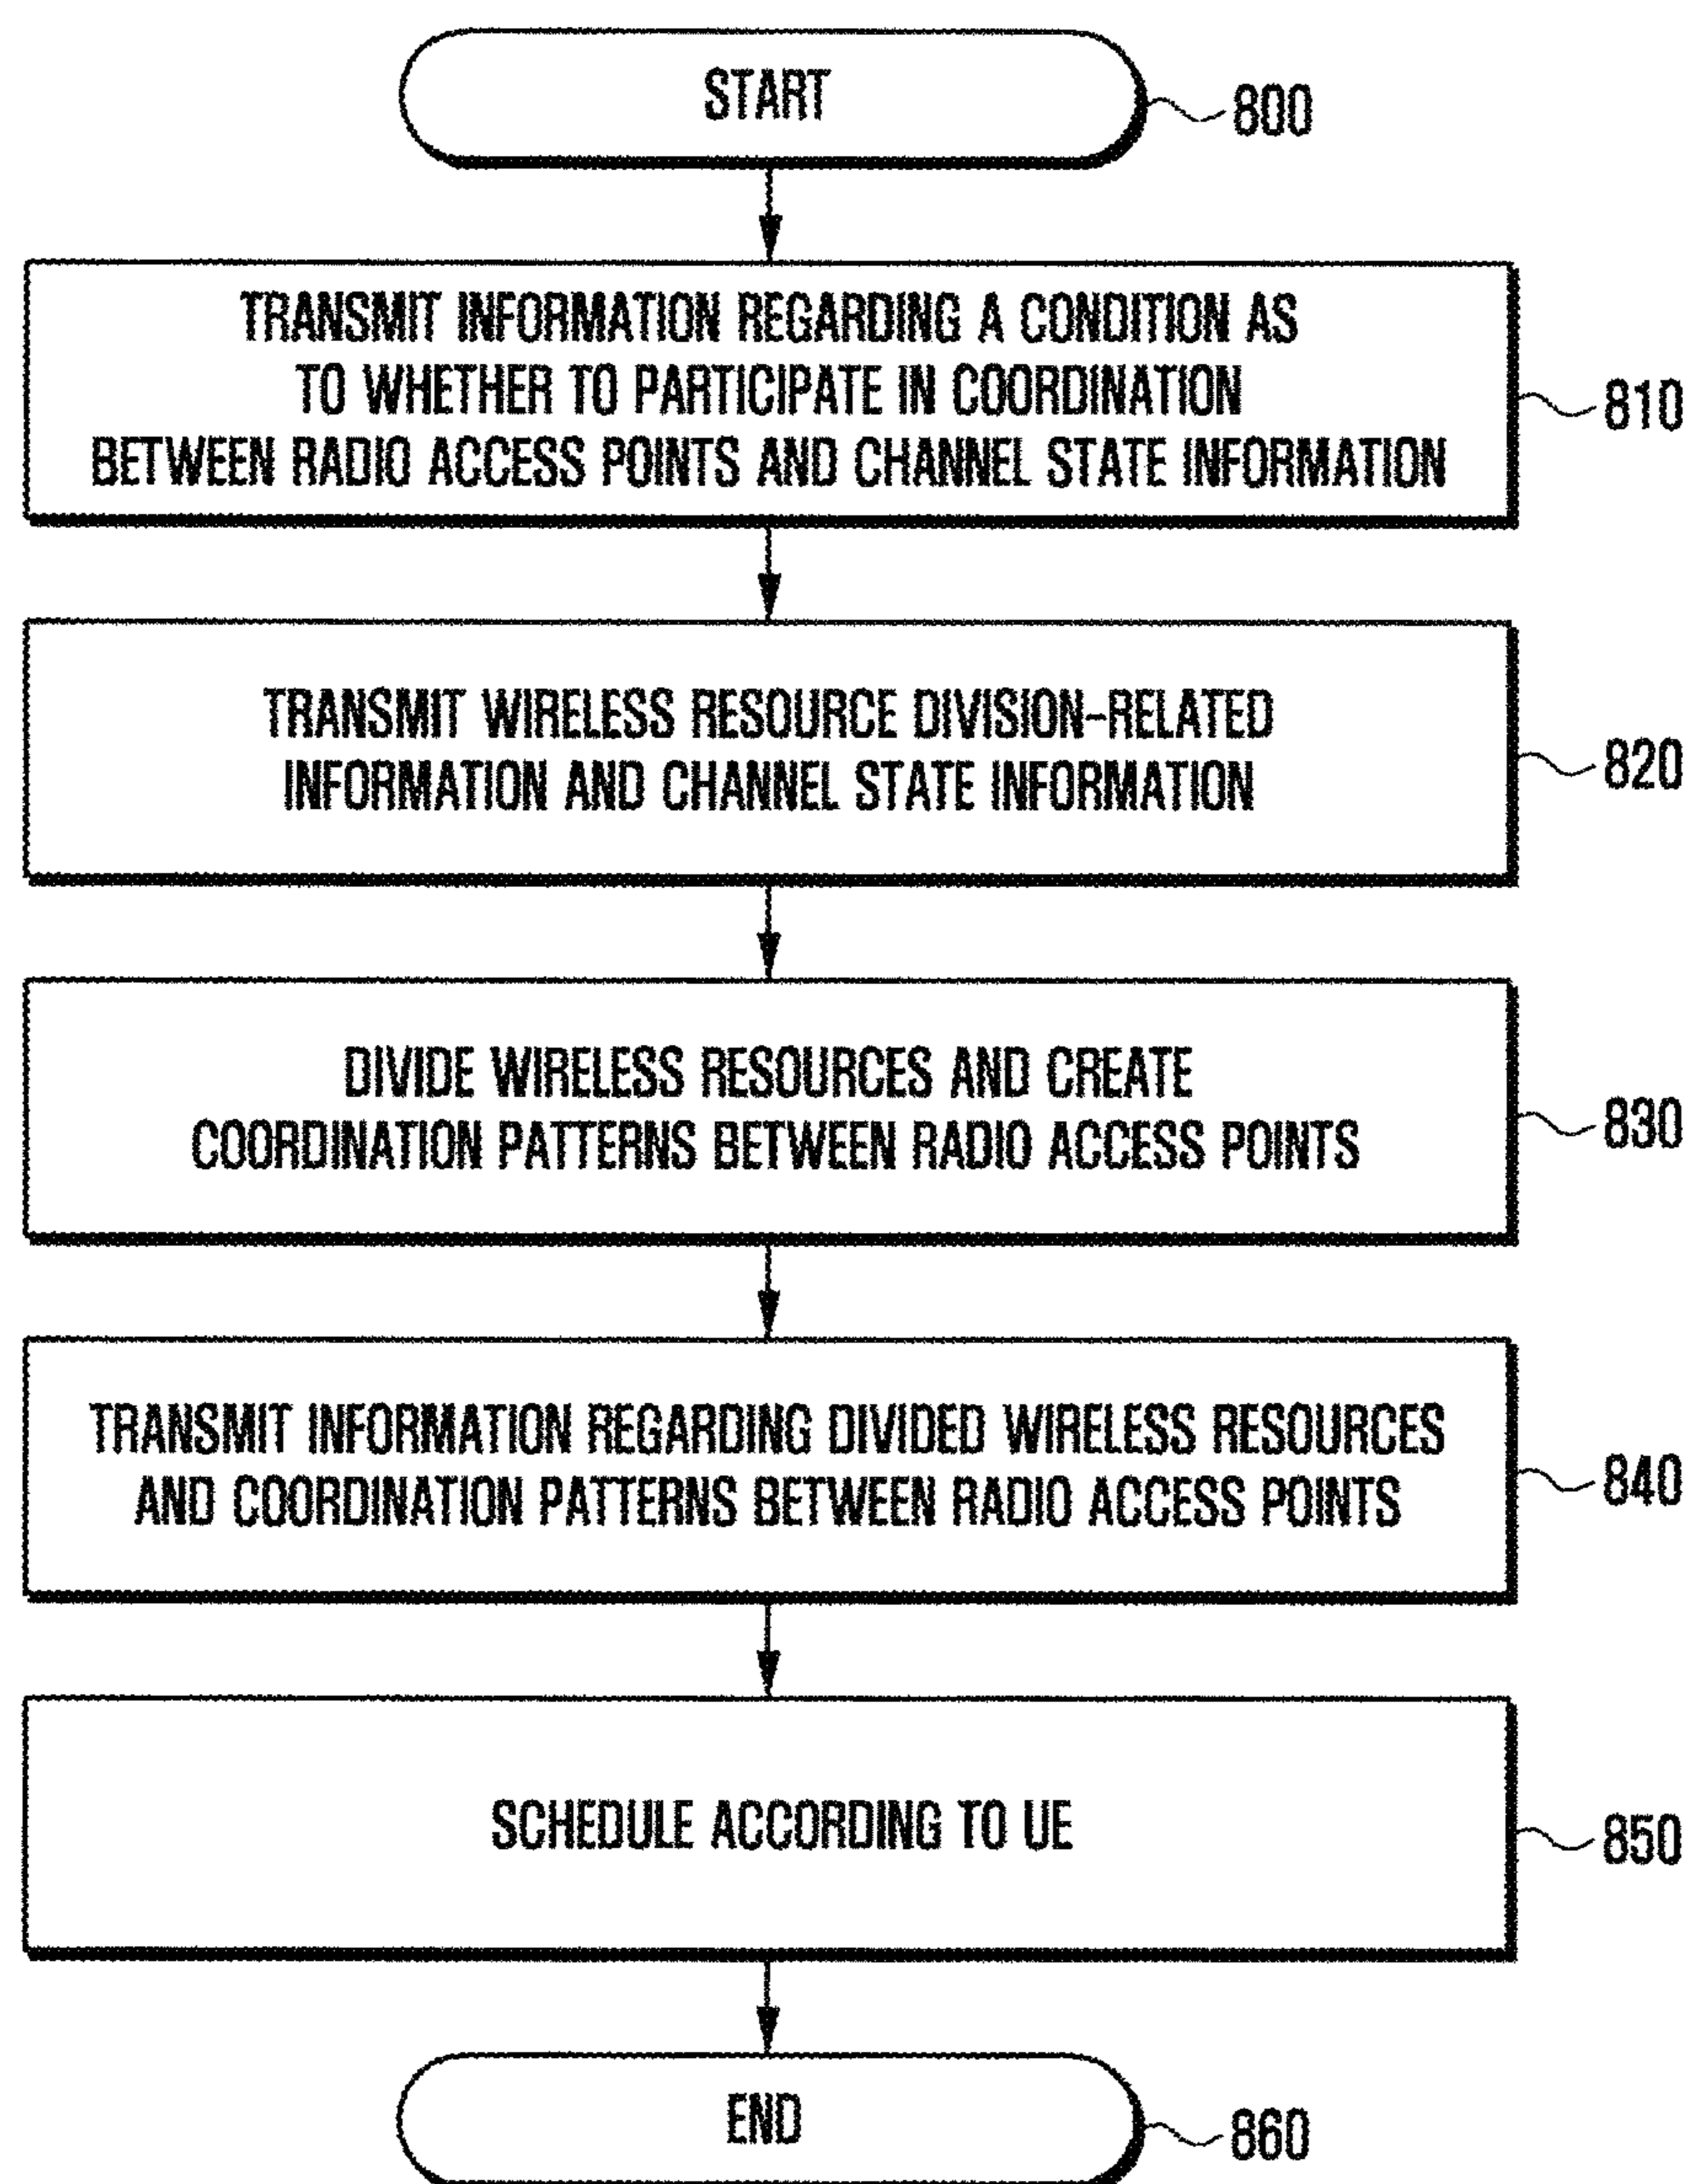 START
800
TRANSMIT INFORMATION REGARDING A CONDITION AS
TO WHETHER TO PARTICIPATE IN COORDINATION
BETWEEN RADIO ACCESS POINTS AND CHANNEL STATE INFORMATION
810
TRANSMIT WIRELESS RESOURCE DIVISION-RELATED
INFORMATION AND CHANNEL STATE INFORMATION
820
DIVIDE WIRELESS RESOURCES AND CREATE
COORDINATION PATTERNS BETWEEN RADIO ACCESS POINTS
830
TRANSMIT INFORMATION REGARDING DIVIDED WIRELESS RESOURCES
AND COORDINATION PATTERNS BETWEEN RADIO ACCESS POINTS
840
SCHEDULE ACCORDING TO UE
850
END
860